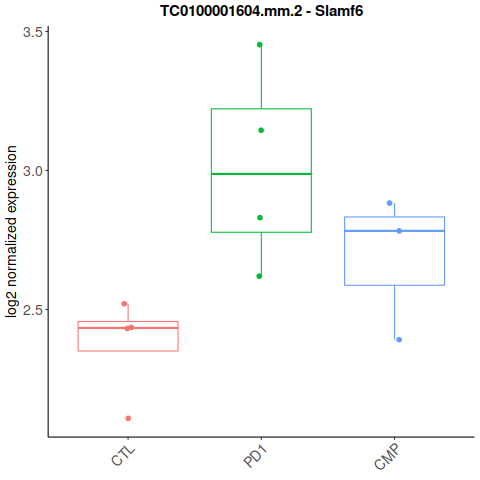 TC0100001604.mm.2 - Slamf6
log2 normalized expression
3.5
3.0
2.5
CTL
PD1
CMP